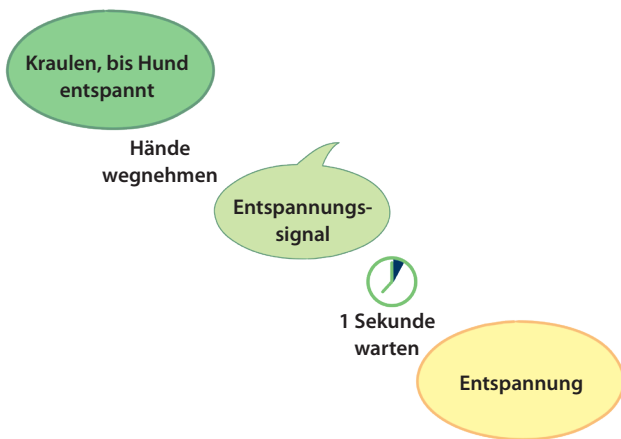 Kraulen, bis Hund
entspannt
Hände
wegnehmen
Entspannungs-
signal
1 Sekunde
warten
Entspannung